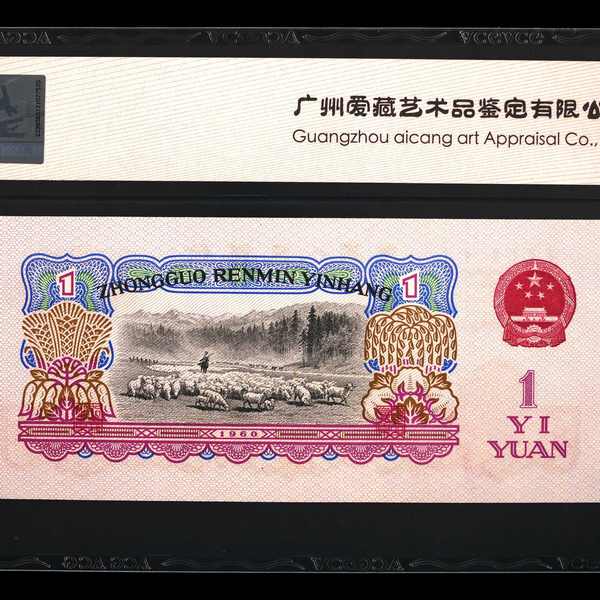 广州爱藏艺术品鉴定有限公
Guangzhou aicang art Appraisal Co.,
ZHONGGUO RENMIN YINHANG
1
1
1960
1
YI
YUAN